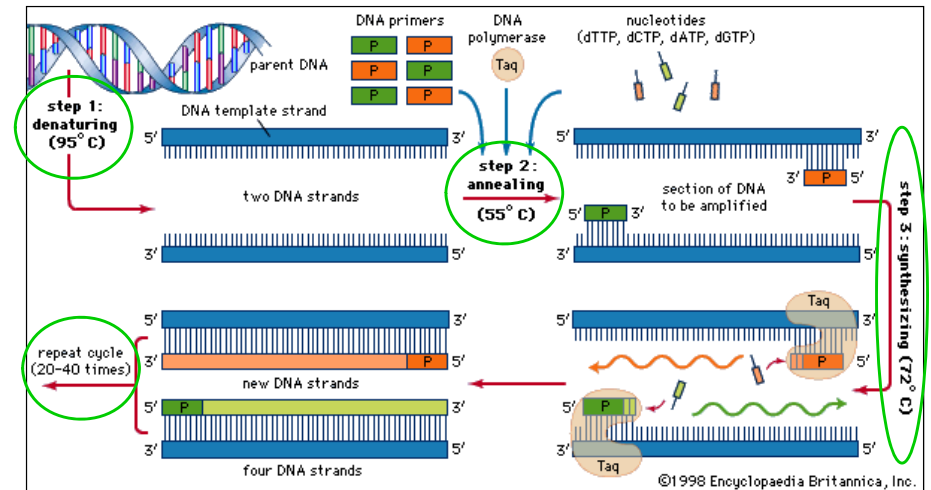 parent DNA
DNA primers
P
P
P
P
P
P
DNA
polymerase
Taq
nucleotides
(dTTP, dCTP, dATP, dGTP)
step 1:
denaturing
(95° C)
DNA template strand
5′
3′
two DNA strands
3′
5′
step 2:
annealing
(55° C)
5′
3′
3′
P
5′
section of DNA
to be amplified
5′
P
3′
3′
5′
step 3: synthesizing (72° C)
5′
3′
Taq
P
5′
5′
P
3′
5′
Taq
5′
3′
3′
P
5′
new DNA strands
5′
P
3′
3′
5′
four DNA strands
repeat cycle
(20-40 times)
©1998 Encyclopaedia Britannica, Inc.